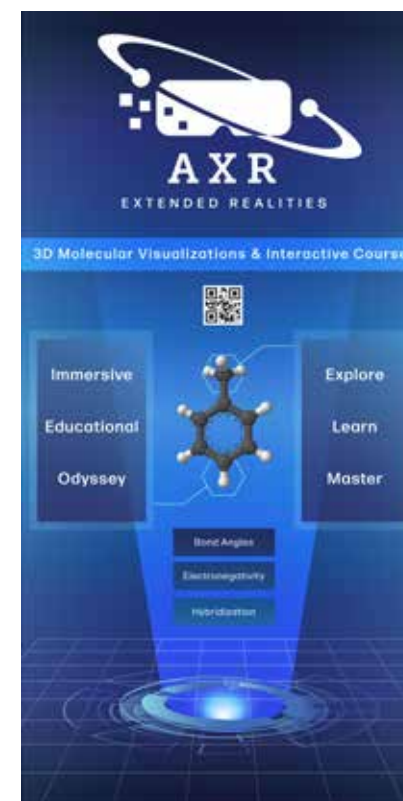 AXR
EXTENDED REALITIES
3D Molecular Visualizations & Interactive Course
Immersive
Educational
Odyssey
Explore
Learn
Master
Bond Angles
Electronegativity
Hybridization